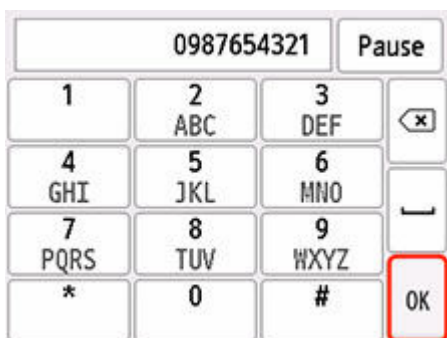 0987654321 Pause
1 2 3
ABC DEF
4 5 6
GHI JKL MNO
7 8 9
PQRS TUV WXYZ
* 0 # OK